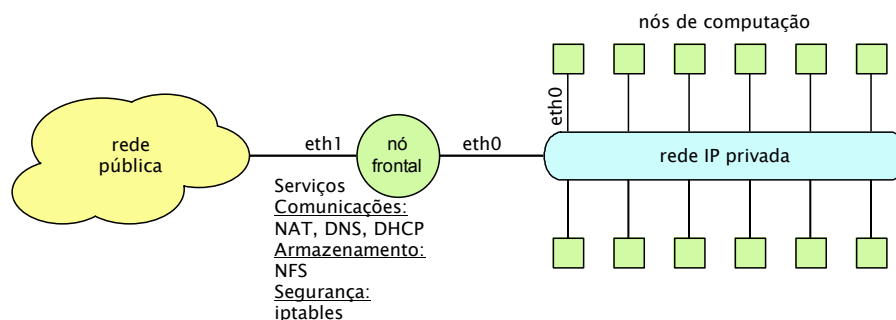 nós de computação
eth0
rede
pública
eth1
nó
frontal
eth0
rede IP privada
Serviços
Comunicações:
NAT, DNS, DHCP
Armazenamento:
NFS
Segurança:
iptables